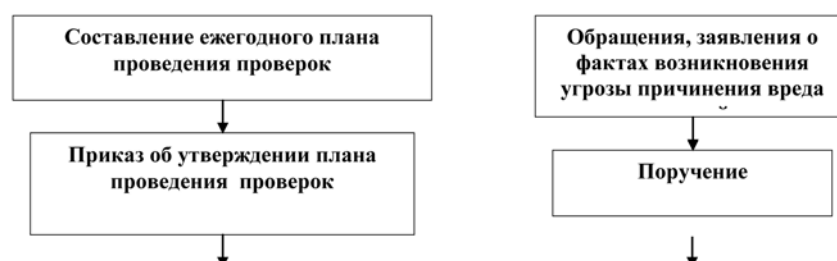 Составление ежегодного плана
проведения проверок
Обращения, заявления о
фактах возникновения
угрозы причинения вреда
Приказ об утверждении плана
проведения проверок
Поручение